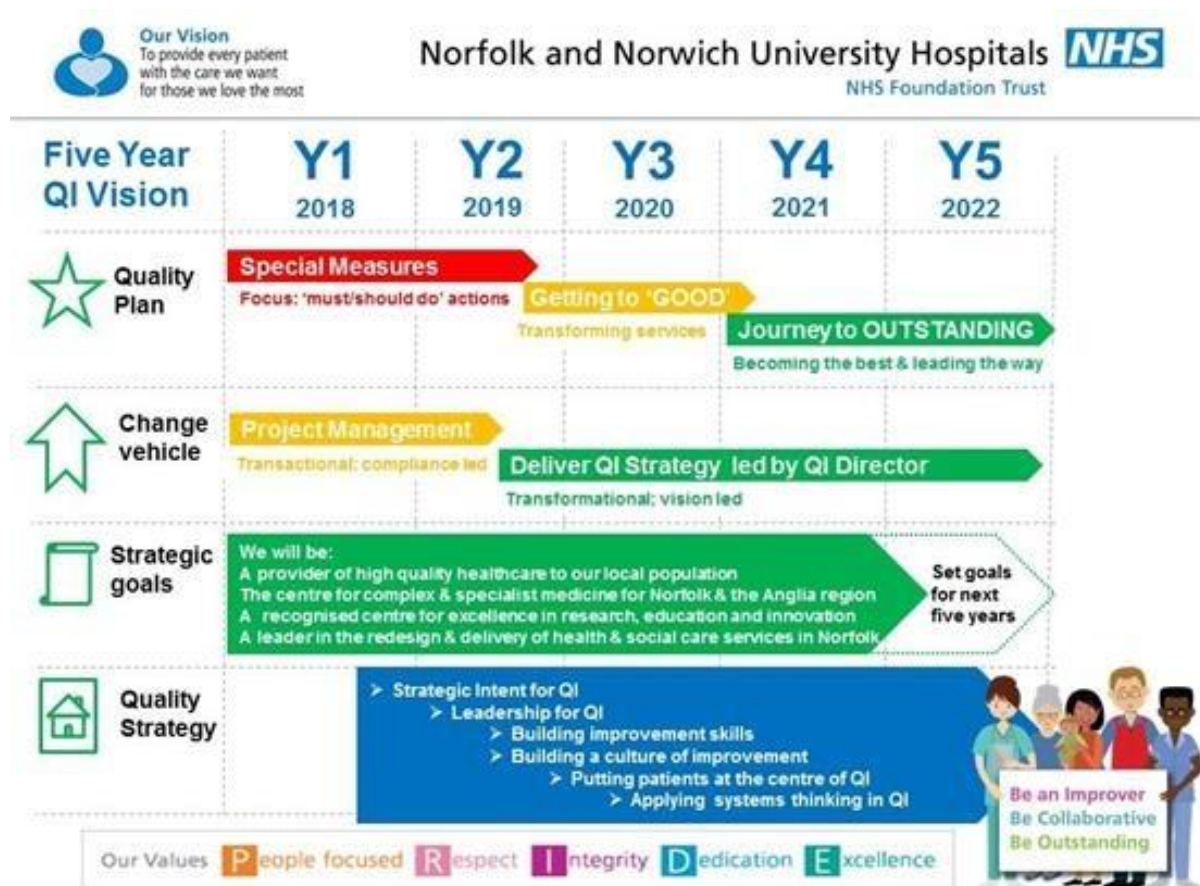 Our Vision
To provide every patient
with the care we want
for those we love the most
Norfolk and Norwich University Hospitals NHS
NHS Foundation Trust
Five Year
QI Vision
Y1
2018
Y2
2019
Y3
2020
Y4
2021
Y5
2022
Quality
Plan
Special Measures
Focus: 'must/should do' actions
Getting to 'GOOD'
Transforming services
Journey to OUTSTANDING
Becoming the best & leading the way
Change
vehicle
Project Management
Transactional; compliance led
Deliver QI Strategy led by QI Director
Transformational; vision led
Strategic
goals
We will be:
A provider of high quality healthcare to our local population
The centre for complex & specialist medicine for Norfolk & the Anglia region
A recognised centre for excellence in research, education and innovation
A leader in the redesign & delivery of health & social care services in Norfolk
Set goals
for next
five years
Quality
Strategy
➤ Strategic Intent for QI
➤ Leadership for QI
➤ Building improvement skills
➤ Building a culture of improvement
➤ Putting patients at the centre of QI
➤ Applying systems thinking in QI
Be an Improver
Be Collaborative
Be Outstanding
Our Values People focused Respect Integrity Dedication Excellence